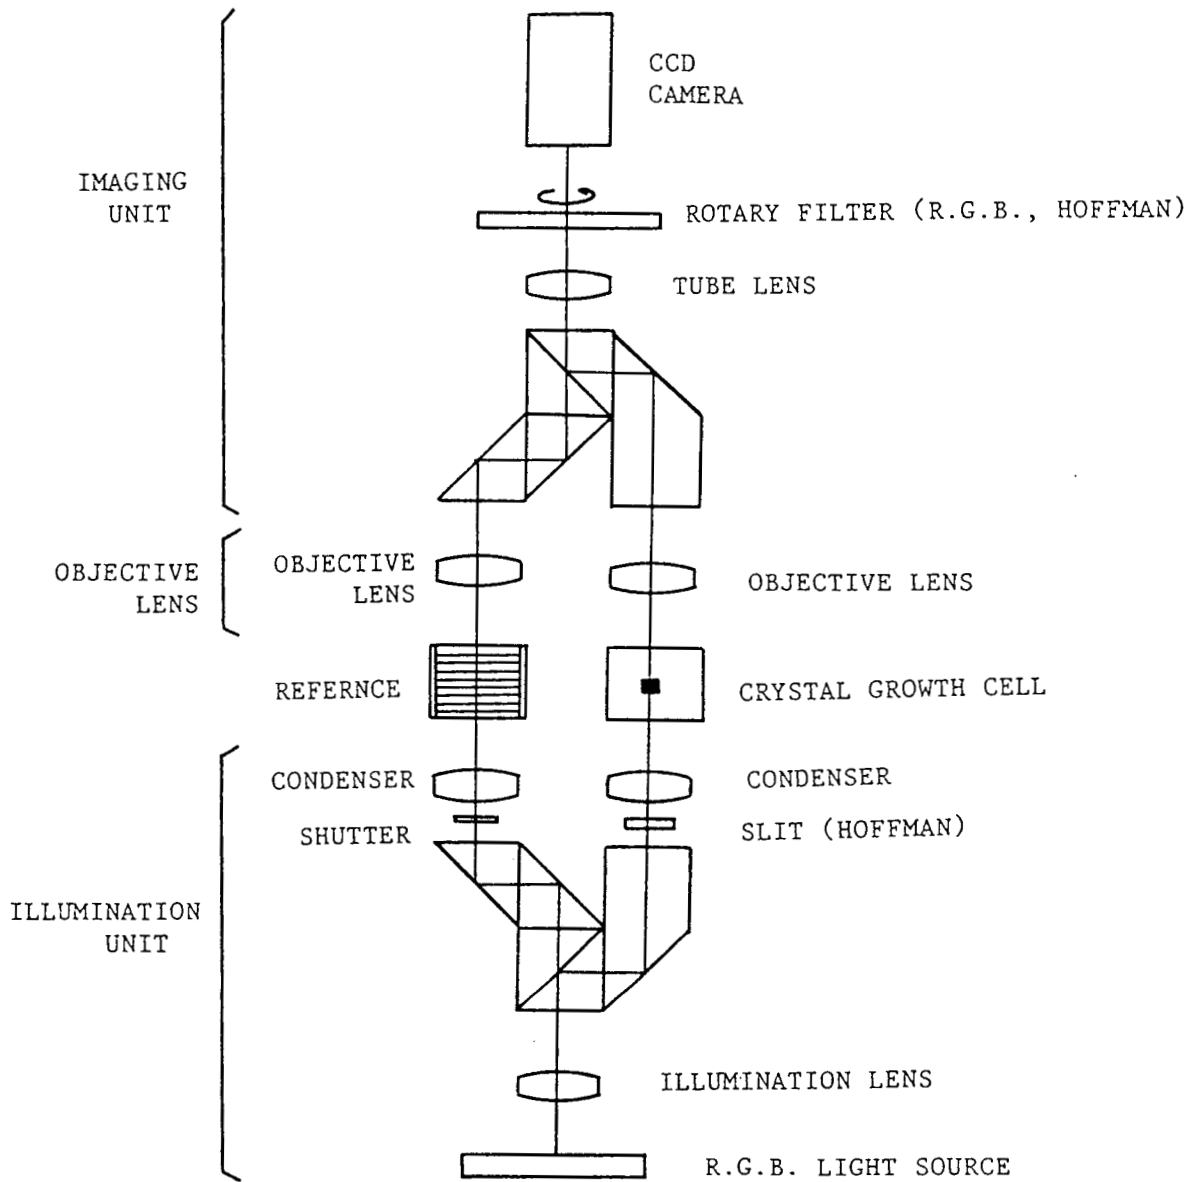 CCD
CAMERA
IMAGING
UNIT
ROTARY FILTER (R.G.B., HOFFMAN)
TUBE LENS
OBJECTIVE
LENS
OBJECTIVE
LENS
OBJECTIVE LENS
REFERNCE
CRYSTAL GROWTH CELL
CONDENSER
CONDENSER
SHUTTER
SLIT (HOFFMAN)
ILLUMINATION
UNIT
ILLUMINATION LENS
R.G.B. LIGHT SOURCE